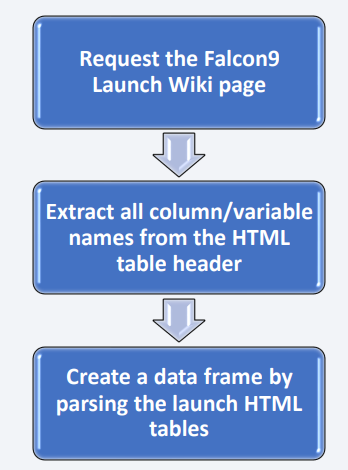 Request the Falcon9
Launch Wiki page
Extract all column/variable
names from the HTML
table header
Create a data frame by
parsing the launch HTML
tables